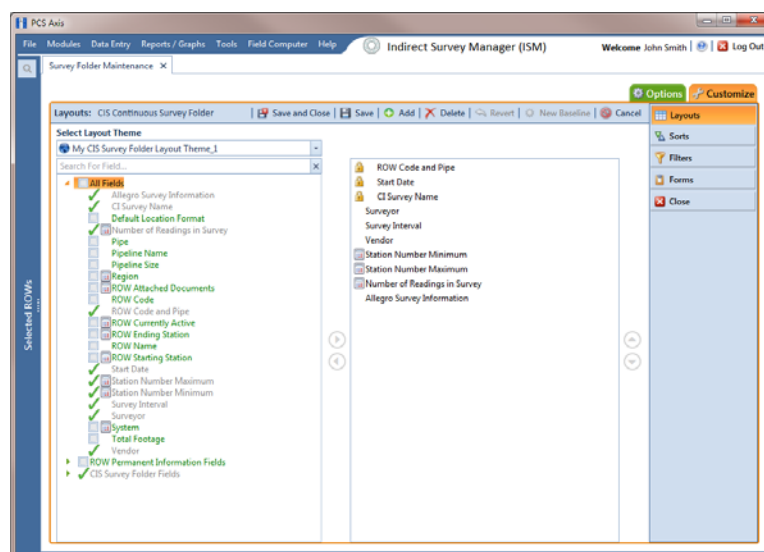 PCS Axis
File Modules Data Entry Reports / Graphs Tools Field Computer Help Indirect Survey Manager (ISM) Welcome John Smith Log Out
Survey Folder Maintenance X
Options Customize
Layouts: CIS Continuous Survey Folder Save and Close Save Add Delete Revert New Baseline Cancel
Select Layout Theme
My CIS Survey Folder Layout Theme_1
Search For Field...
All Fields
Allegro Survey Information
CI Survey Name
Default Location Format
Number of Readings in Survey
Pipe
Pipeline Name
Pipeline Size
Region
ROW Attached Documents
ROW Code
ROW Code and Pipe
ROW Currently Active
ROW Ending Station
ROW Name
ROW Starting Station
Start Date
Station Number Maximum
Station Number Minimum
Survey Interval
Surveyor
System
Total Footage
Vendor
ROW Permanent Information Fields
CIS Survey Folder Fields
ROW Code and Pipe
Start Date
CI Survey Name
Surveyor
Survey Interval
Vendor
Station Number Minimum
Station Number Maximum
Number of Readings in Survey
Allegro Survey Information
Layouts
Sorts
Filters
Forms
Close
Selected ROWs